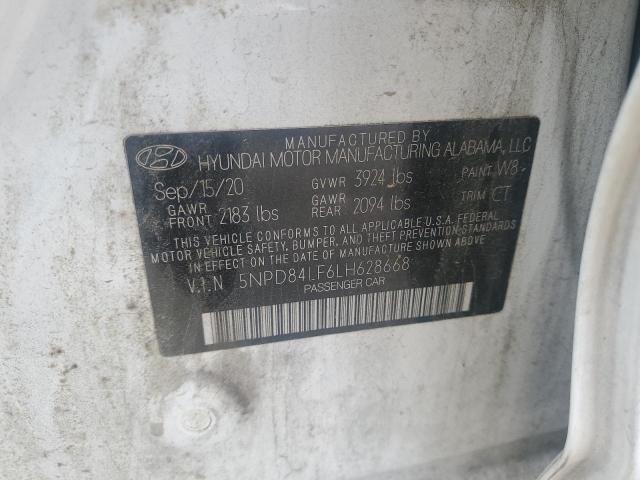 MANUFACTURED BY
HYUNDAI MOTOR MANUFACTURING ALABAMA, LLC
Sep/15/20 GVWR 3924 lbs PAINT W8
GAWR FRONT 2183 lbs GAWR REAR 2094 lbs TRIM CT
THIS VEHICLE CONFORMS TO ALL APPLICABLE U.S.A. FEDERAL
MOTOR VEHICLE SAFETY, BUMPER, AND THEFT PREVENTION STANDARDS
IN EFFECT ON THE DATE OF MANUFACTURE SHOWN ABOVE.
V.I.N 5NPD84LF6LH628668
PASSENGER CAR